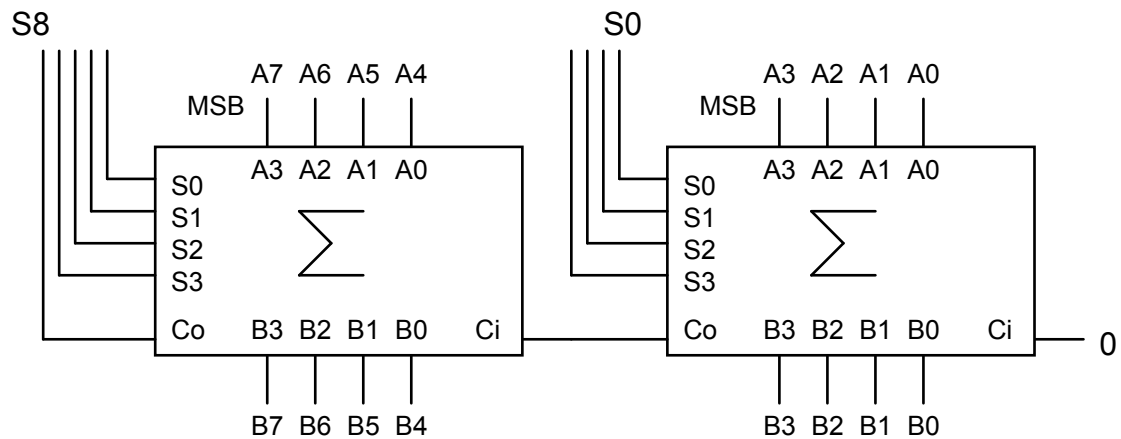 S8 S0
A7 A6 A5 A4 A3 A2 A1 A0
MSB MSB
A3 A2 A1 A0 A3 A2 A1 A0
S0 S0
S1 S1
S2 S2
S3 S3
Co B3 B2 B1 B0 Ci Co B3 B2 B1 B0 Ci 0
B7 B6 B5 B4 B3 B2 B1 B0